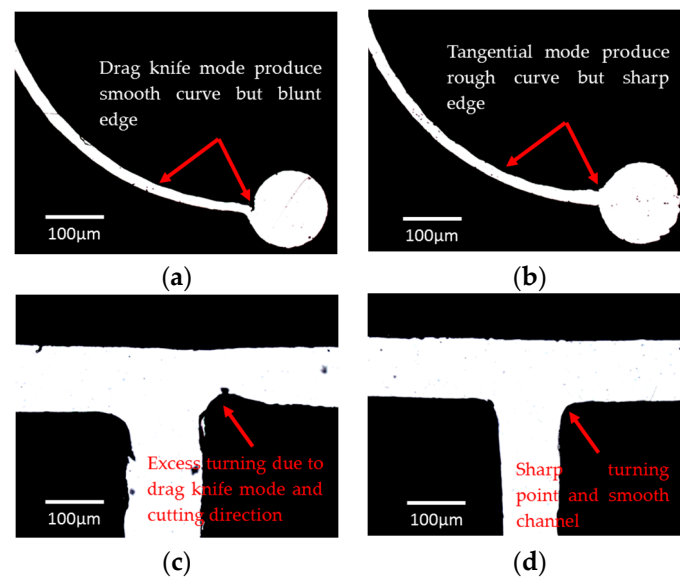 Drag knife mode produce
smooth curve but blunt
edge
100μm
(a)
Tangential mode produce
rough curve but sharp
edge
100μm
(b)
Excess turning due to
drag knife mode and
cutting direction
100μm
(c)
Sharp turning
point and smooth
channel
100μm
(d)